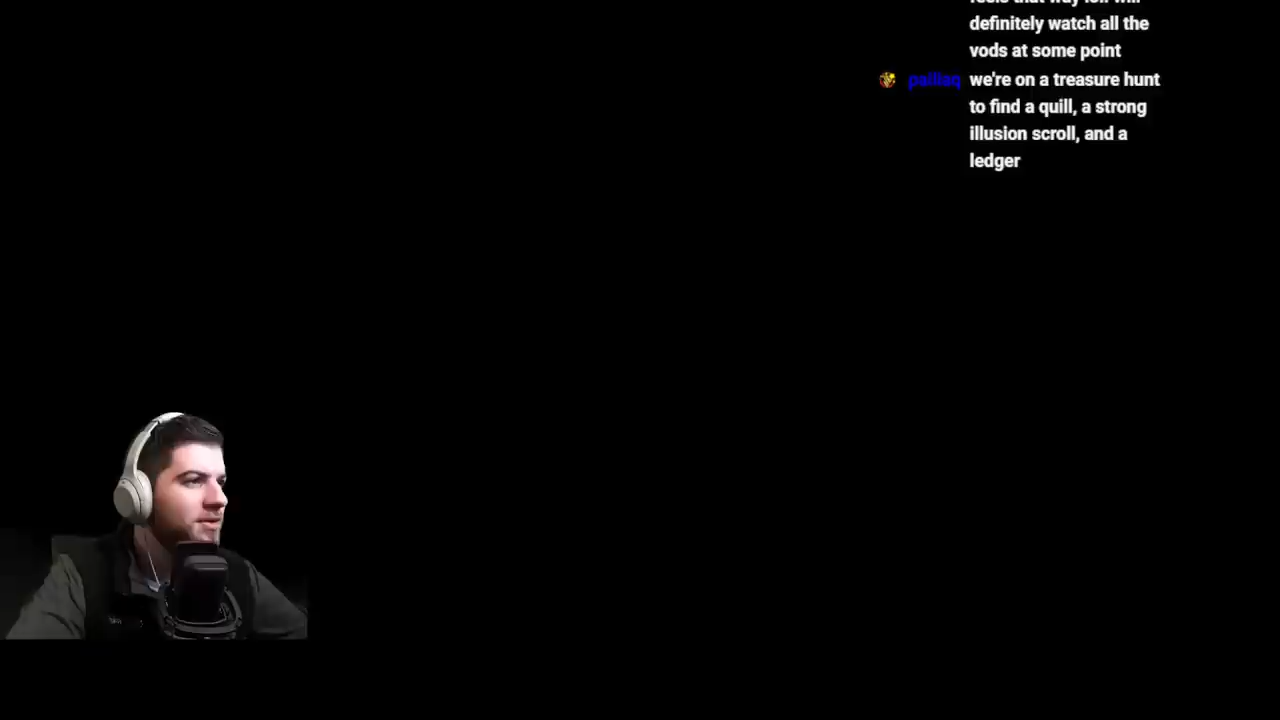 definitely watch all the
vods at some point
pallaq we're on a treasure hunt
to find a quill, a strong
illusion scroll, and a
ledger